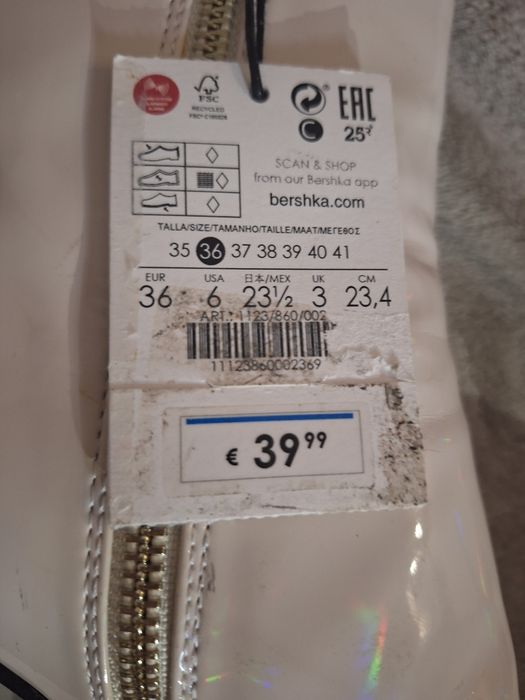 FSC
RECYCLED
EAC
25
SCAN & SHOP
from our Bershka app
bershka.com
TALLA/SIZE/TAMANHO/TAILLE/MAAT/ΜΕΓΕΘΟΣ
35 36 37 38 39 40 41
EUR USA 日本/MEX UK CM
36 6 23½ 3 23,4
ART.: 1123/860/002
11123860002369
€ 39⁹⁹